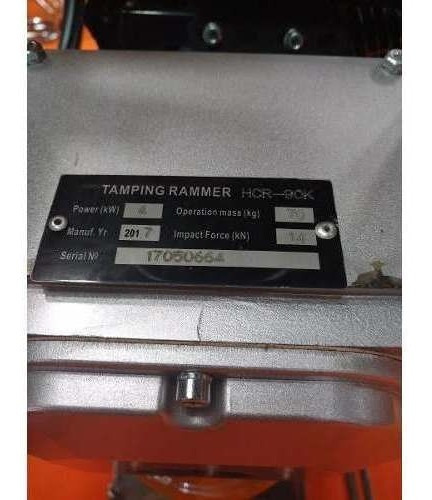 TAMPING RAMMER HCR-90K
Power (kW) 4 Operation mass (kg) 70
Manuf. Yr 2017 Impact Force (kN) 14
Serial Nº 17050664